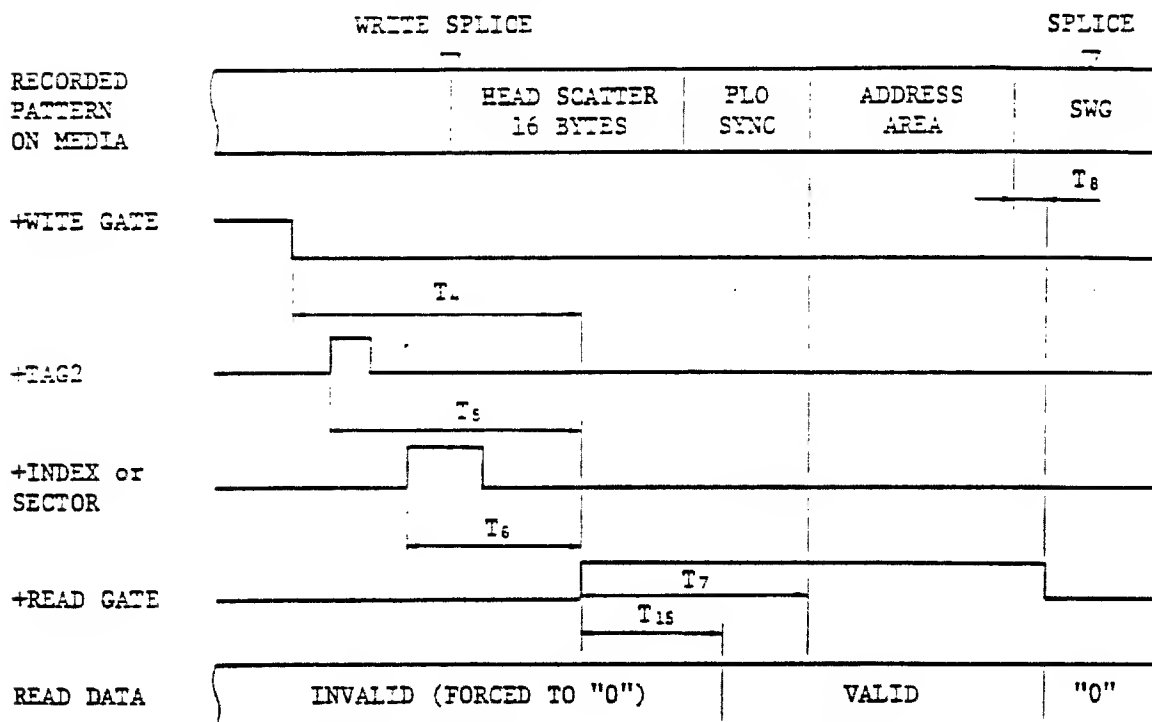 WRITE SPLICE
SPLICE
RECORDED
PATTERN
ON MEDIA
HEAD SCATTER
16 BYTES
PLO
SYNC
ADDRESS
AREA
SWG
T8
+WITE GATE
T4
+TAG2
T5
+INDEX or
SECTOR
T6
+READ GATE
T7
T15
READ DATA
INVALID (FORCED TO "0")
VALID
"0"